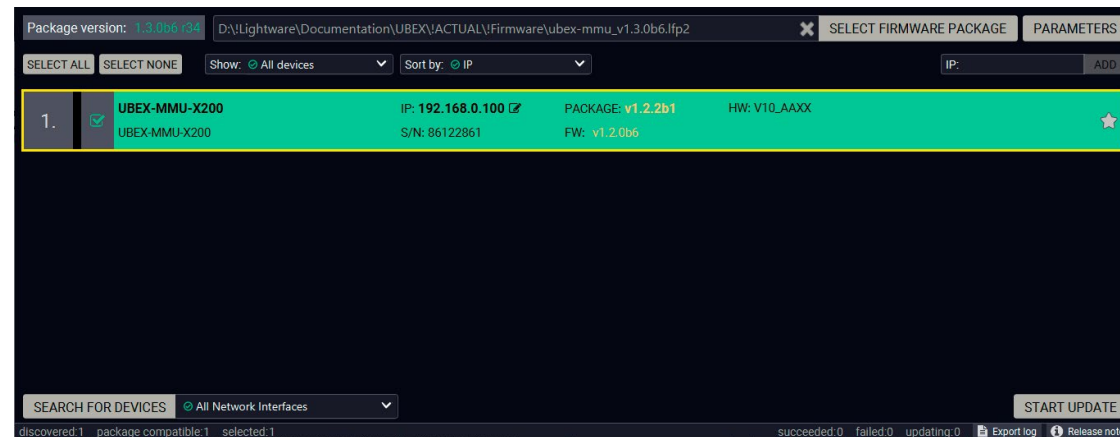 Package version: 1.3.0b6 r34 D:\!Lightware\Documentation\UBEX\!ACTUAL\!Firmware\ubex-mmu_v1.3.0b6.lfp2 SELECT FIRMWARE PACKAGE PARAMETERS
SELECT ALL SELECT NONE Show: All devices Sort by: IP IP: ADD
1. UBEX-MMU-X200 IP: 192.168.0.100 PACKAGE: v1.2.2b1 HW: V10_AAXX
UBEX-MMU-X200 S/N: 86122861 FW: v1.2.0b6
SEARCH FOR DEVICES All Network Interfaces START UPDATE
discovered:1 package compatible:1 selected:1 succeeded:0 failed:0 updating:0 Export log Release not